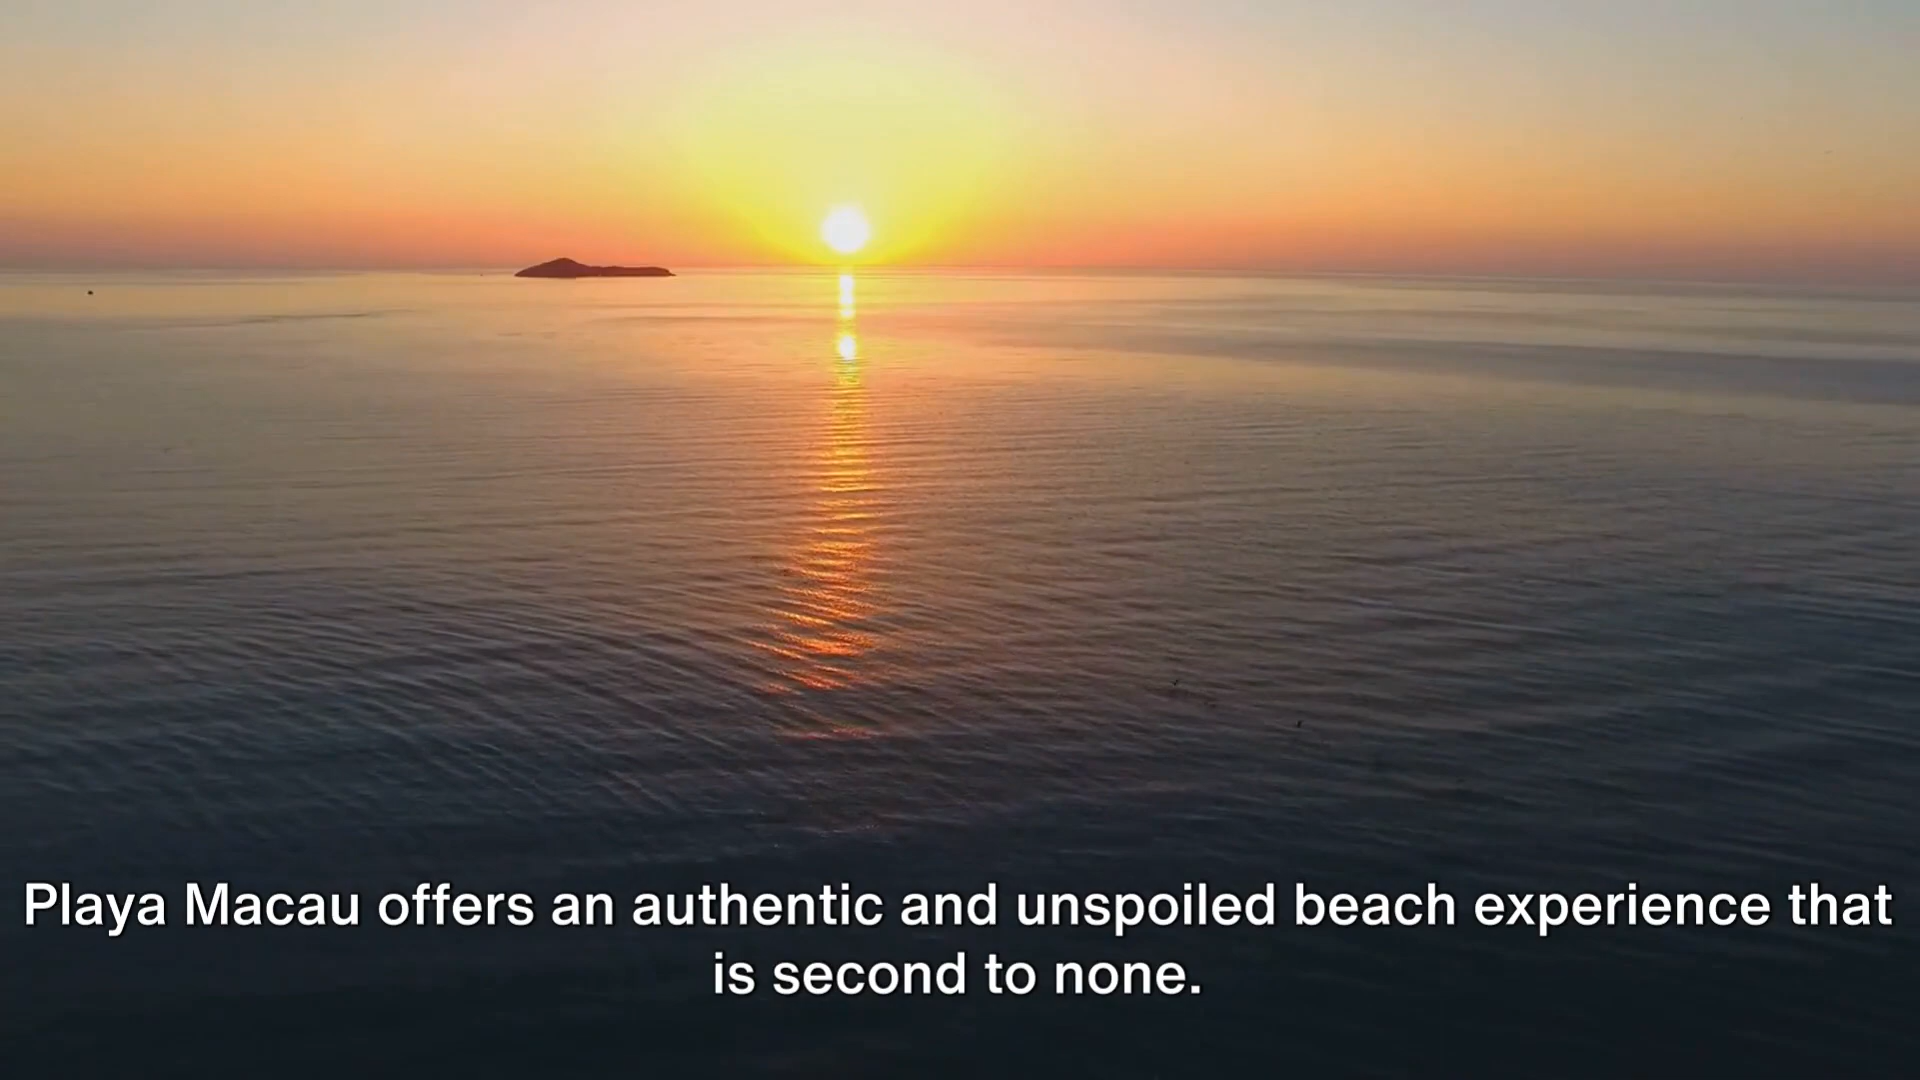 Playa Macau offers an authentic and unspoiled beach experience that
is second to none.